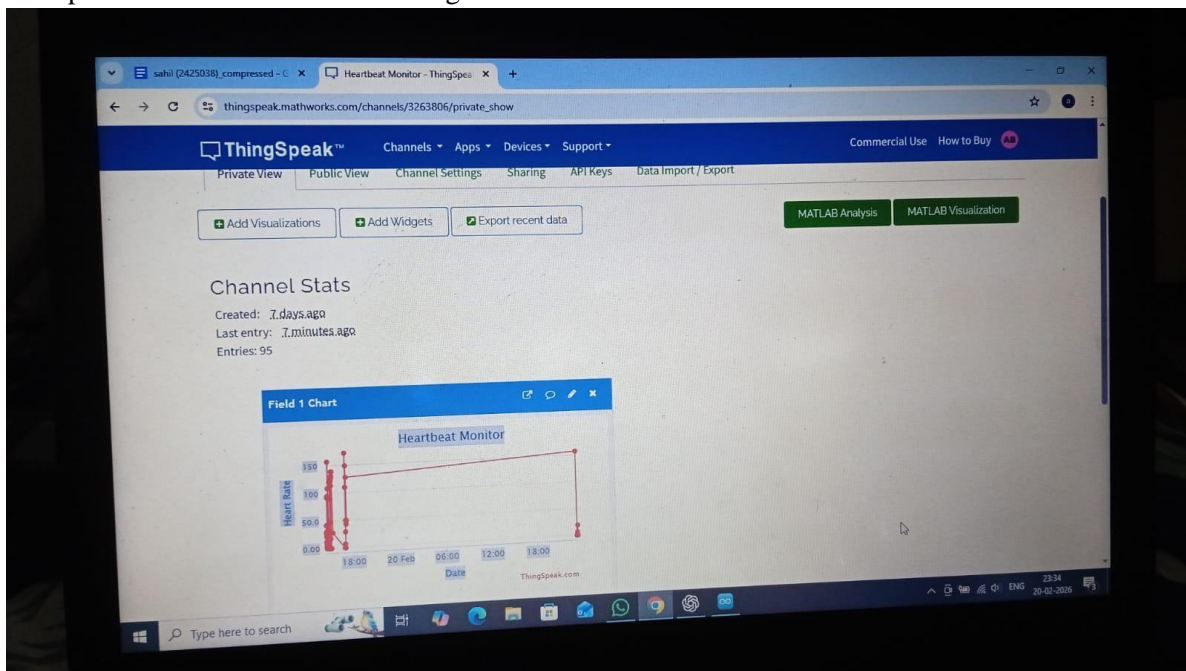 sahil (2425038)_compressed - G
Heartbeat Monitor - ThingSpea
thingspeak.mathworks.com/channels/3263806/private_show
ThingSpeak™ Channels Apps Devices Support Commercial Use How to Buy AB
Private View Public View Channel Settings Sharing API Keys Data Import / Export
Add Visualizations Add Widgets Export recent data MATLAB Analysis MATLAB Visualization
Channel Stats
Created: 7 days ago
Last entry: 7 minutes ago
Entries: 95
Field 1 Chart
Heartbeat Monitor
Heart Rate
150
100
50.0
0.00
18:00 20 Feb 06:00 12:00 18:00
Date
ThingSpeak.com
Type here to search
ENG
23:34
20-02-2026